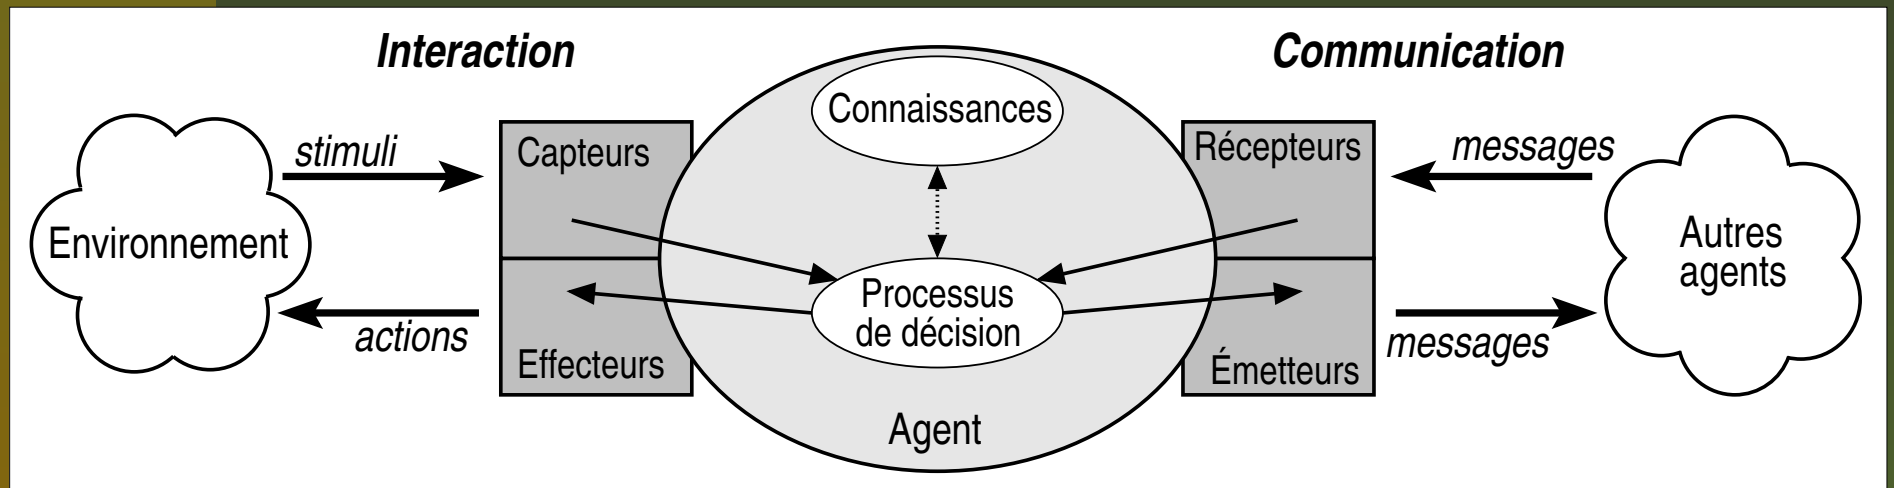 Interaction
Communication
Connaissances
Capteurs
Récepteurs
stimuli
messages
Environnement
Autres
agents
Processus
de décision
actions
messages
Effecteurs
Émetteurs
Agent